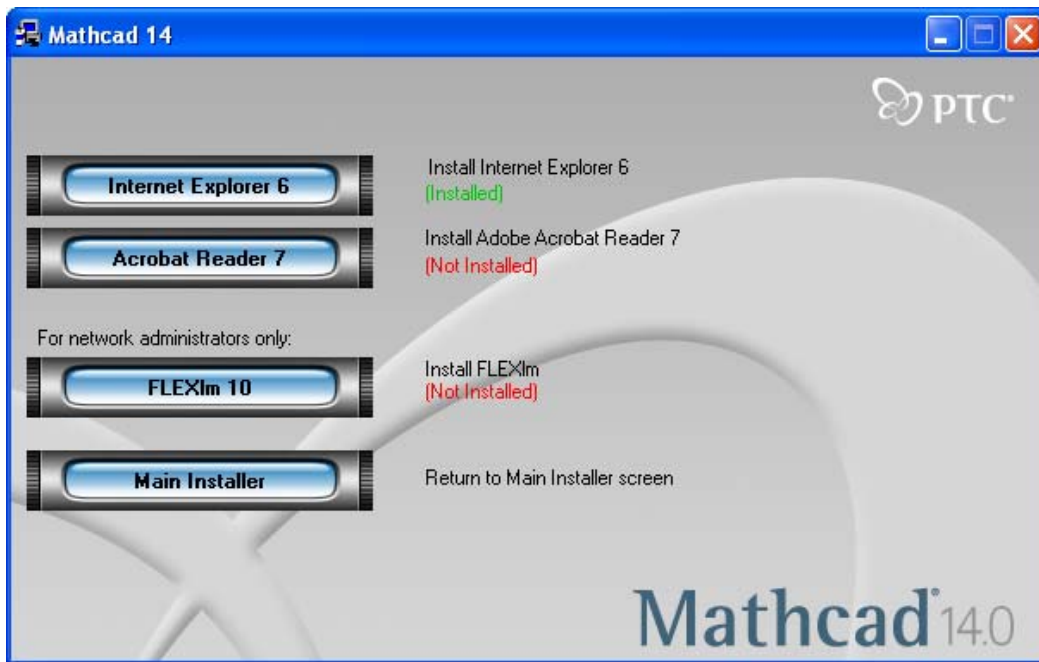 Mathcad 14
PTC®
Internet Explorer 6
Install Internet Explorer 6
(Installed)
Acrobat Reader 7
Install Adobe Acrobat Reader 7
(Not Installed)
For network administrators only:
FLEXlm 10
Install FLEXlm
(Not Installed)
Main Installer
Return to Main Installer screen
Mathcad® 14.0